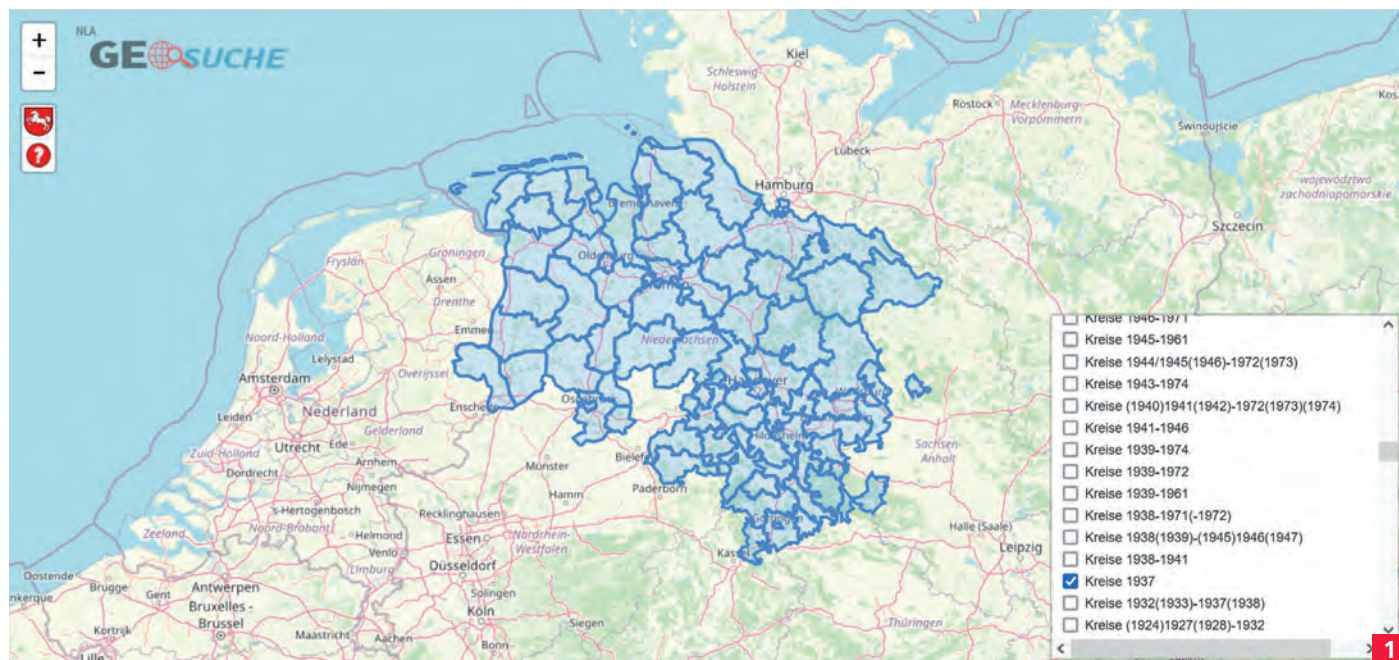 +
−
NLA
GEOSUCHE
?
Kiel
Schleswig-
Holstein
Rostock
Mecklenburg-
Vorpommern
Świnoujście
Kos
Lübeck
Hamburg
województwo
zachodniopomorskie
Szczecin
Bremerhaven
Groningen
Fryslân
Assen
Oldenburg
Bremen
Drenthe
Emmen
Noord-Holland
Lelystad
Overijssel
Niedersachsen
Amsterdam
Hannover
Wolfsburg
Nederland
Enschede
Osnabrück
Leiden
Gelderland
Utrecht
Ede
Hildesheim
Sachsen-
Anhalt
Zuid-Holland
Arnhem
Münster
Bielefeld
Dordrecht
Nijmegen
Hamm
Paderborn
's-Hertogenbosch
Recklinghausen
Göttingen
Halle (Saale)
Zeeland
Noord-Brabant
Helmond
Essen
Nordrhein-
Westfalen
Kassel
Leipzig
Venlo
Limburg
Düsseldorf
Oostende
Brugge
Gent
Antwerpen
Solingen
nkerque
Bruxelles -
Brussel
Köln
Siegen
Thüringen
Kortrijk
Maastricht
Aachen
Bonn
Lille
Kreise 1946-1971
Kreise 1945-1961
Kreise 1944/1945(1946)-1972(1973)
Kreise 1943-1974
Kreise (1940)1941(1942)-1972(1973)(1974)
Kreise 1941-1946
Kreise 1939-1974
Kreise 1939-1972
Kreise 1939-1961
Kreise 1938-1971(-1972)
Kreise 1938(1939)-(1945)1946(1947)
Kreise 1938-1941
Kreise 1937
Kreise 1932(1933)-1937(1938)
Kreise (1924)1927(1928)-1932
1